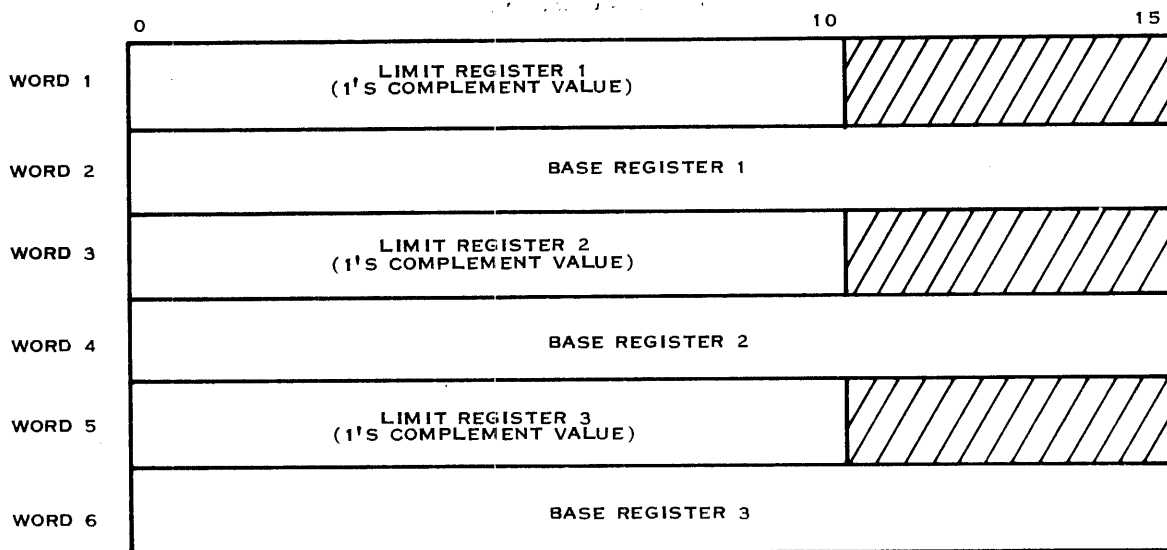 0 10 15
WORD 1
LIMIT REGISTER 1
(1'S COMPLEMENT VALUE)
WORD 2
BASE REGISTER 1
WORD 3
LIMIT REGISTER 2
(1'S COMPLEMENT VALUE)
WORD 4
BASE REGISTER 2
WORD 5
LIMIT REGISTER 3
(1'S COMPLEMENT VALUE)
WORD 6
BASE REGISTER 3